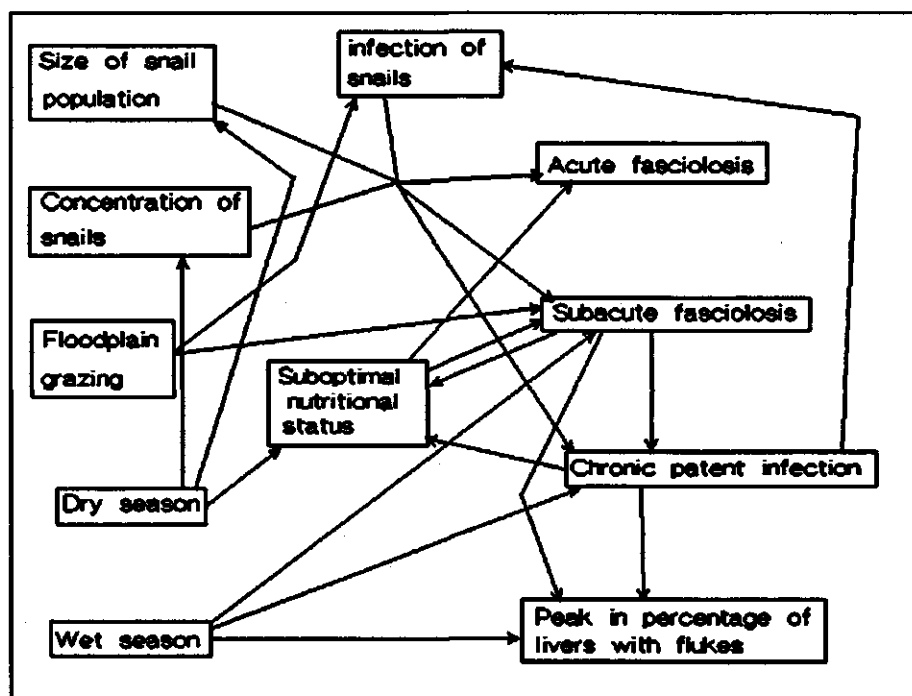 Size of snail
population
infection of
snails
Acute fasciolosis
Concentration of
snails
Subacute fasciolosis
Floodplain
grazing
Suboptimal
nutritional
status
Chronic patent infection
Dry season
Peak in percentage of
livers with flukes
Wet season